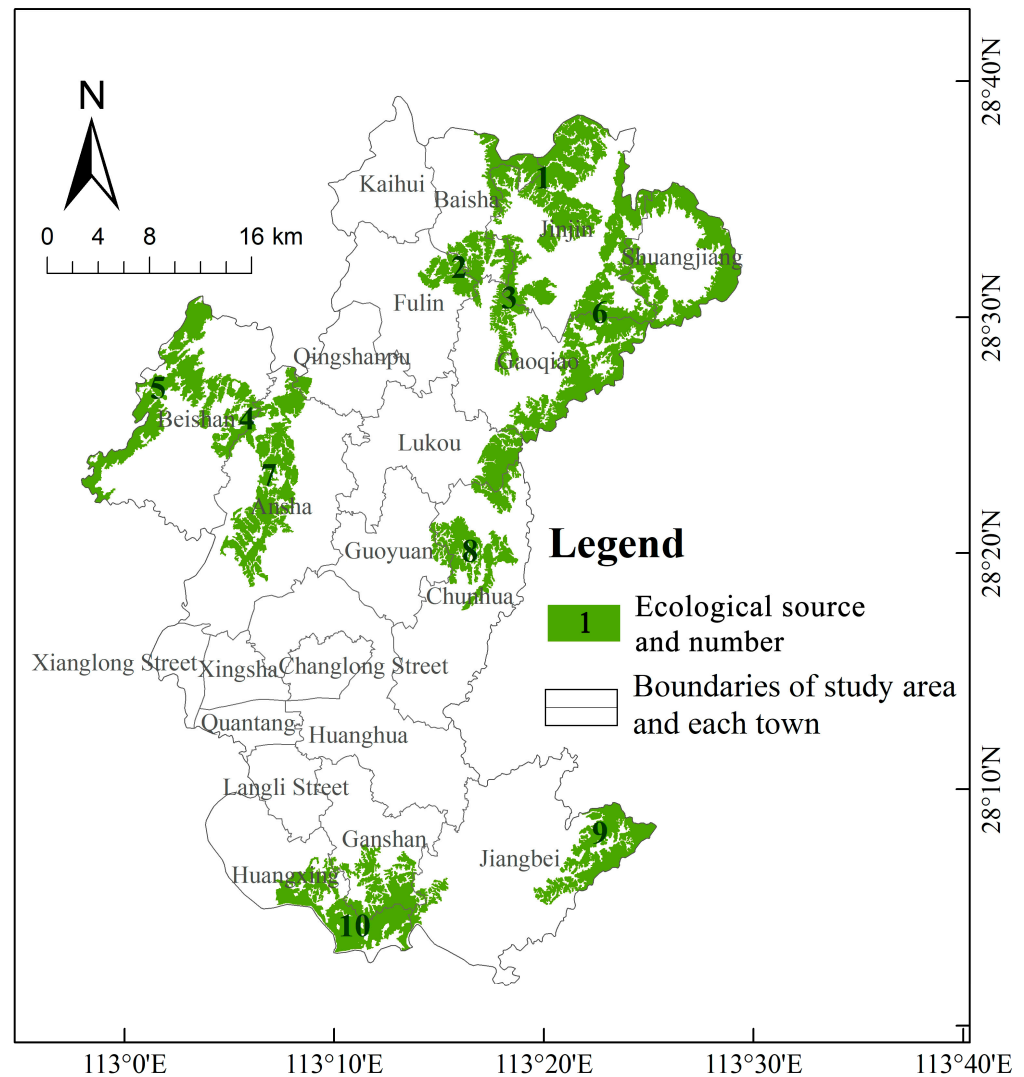 N
0 4 8 16 km
Kaihui
Baisha
1
Jinjin
Shuangjiang
2
3
6
Fulin
Qingshanpu
Gaoqiao
5
4
Beishan
Lukou
7
Ansha
Guoyuan
8
Chunhua
Xianglong Street
Xingsha
Changlong Street
Quantang
Huanghua
Langli Street
Ganshan
Jiangbei
9
Huangxing
10
Legend
1
Ecological source
and number
Boundaries of study area
and each town
28°40'N
28°30'N
28°20'N
28°10'N
113°0'E 113°10'E 113°20'E 113°30'E 113°40'E